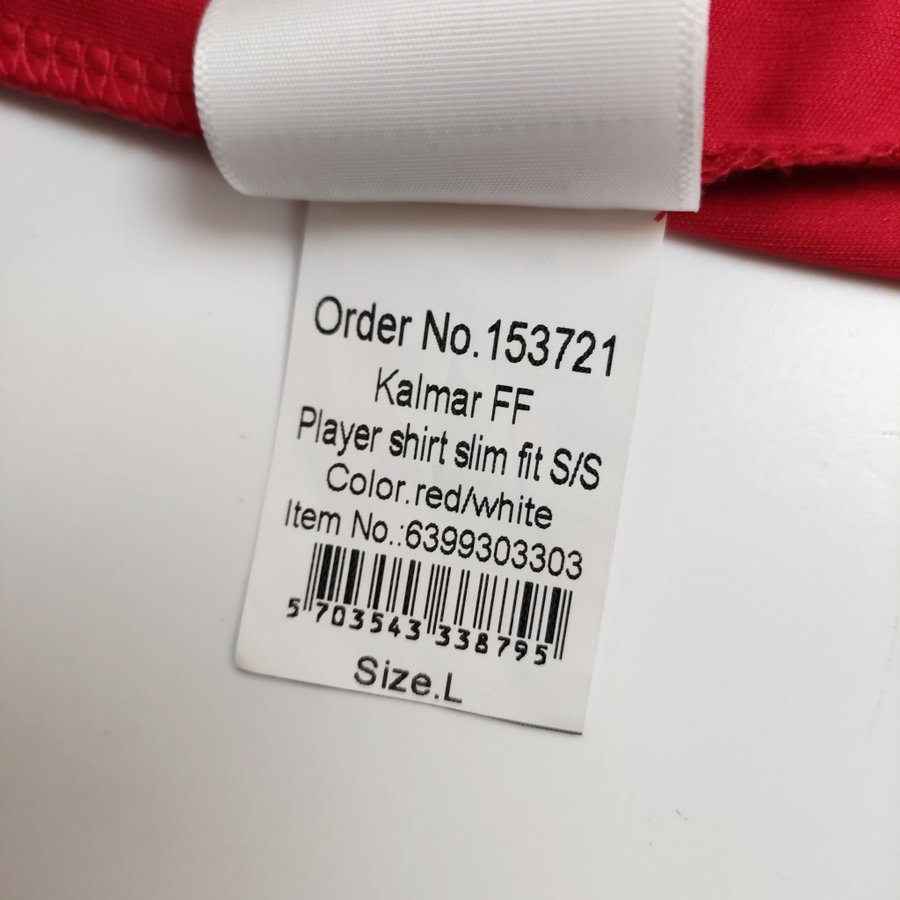 Order No.153721
Kalmar FF
Player shirt slim fit S/S
Color.red/white
Item No.:6399303303
5 703543 338795
Size.L